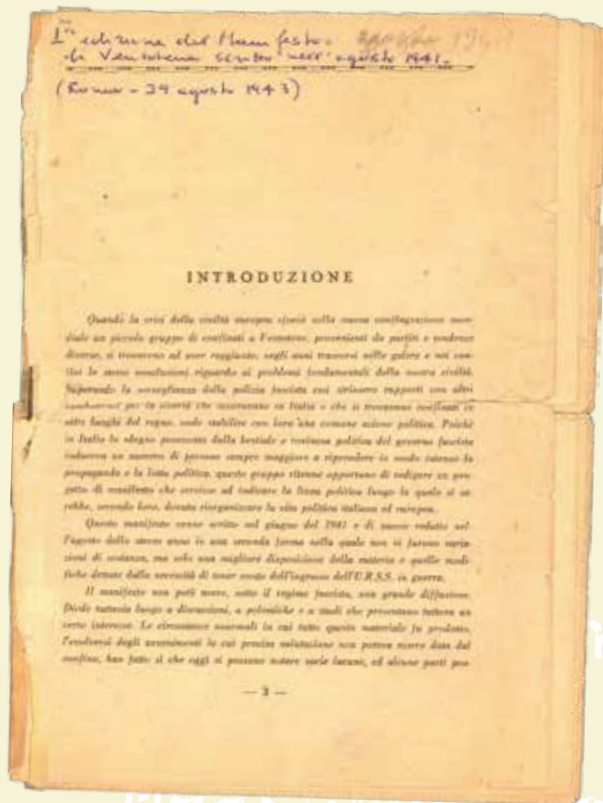 1ª edizione del Manifesto
di Ventotene scritto nell'agosto 1941.
(Roma - 29 agosto 1943)
INTRODUZIONE
Quando la crisi della civiltà europea sfociò nella nuova conflagrazione mon-
diale un piccolo gruppo di confinati a Ventotene, provenienti da partiti e tendenze
diverse, si trovarono ad aver raggiunto, negli anni trascorsi nelle galere e nei con-
fini le stesse conclusioni riguardo ai problemi fondamentali della nostra civiltà.
Superando la sorveglianza della polizia fascista essi strinsero rapporti con altri
per la libertà che in Italia o che si trovavano confinati in
altri luoghi del regno, onde stabilire con loro una comune azione politica. Poiché
in Italia lo sdegno provocato dalla bestiale e rovinosa politica del governo fascista
induceva un numero di persone sempre maggiore a riprendere in modo intenso la
propaganda e la lotta politica, questo gruppo ritenne opportuno di redigere un pro-
getto di manifesto che servisse ad indicare la linea politica lungo la quale si sa-
rebbe, secondo loro, dovuta riorganizzare la vita politica italiana ed europea.
Questo manifesto venne scritto nel giugno del 1941 e di nuovo redatto nel-
l'agosto dello stesso anno in una seconda forma nella quale non vi furono varia-
zioni di sostanza, ma solo una migliore disposizione della materia e quelle modi-
fiche dettate dalla necessità di tener conto dell'ingresso dell'U.R.S.S. in guerra.
Il manifesto non poté avere, sotto il regime fascista, una grande diffusione.
Diede tuttavia luogo a discussioni, a polemiche e a studi che presentano tuttora un
certo interesse. Le circostanze anormali in cui tutto questo materiale fu prodotto,
l'evolversi degli avvenimenti la cui precisa valutazione non poteva essere data dal
confino, han fatto sì che oggi si possono notare varie lacune, ed alcune parti pos-
— 3 —